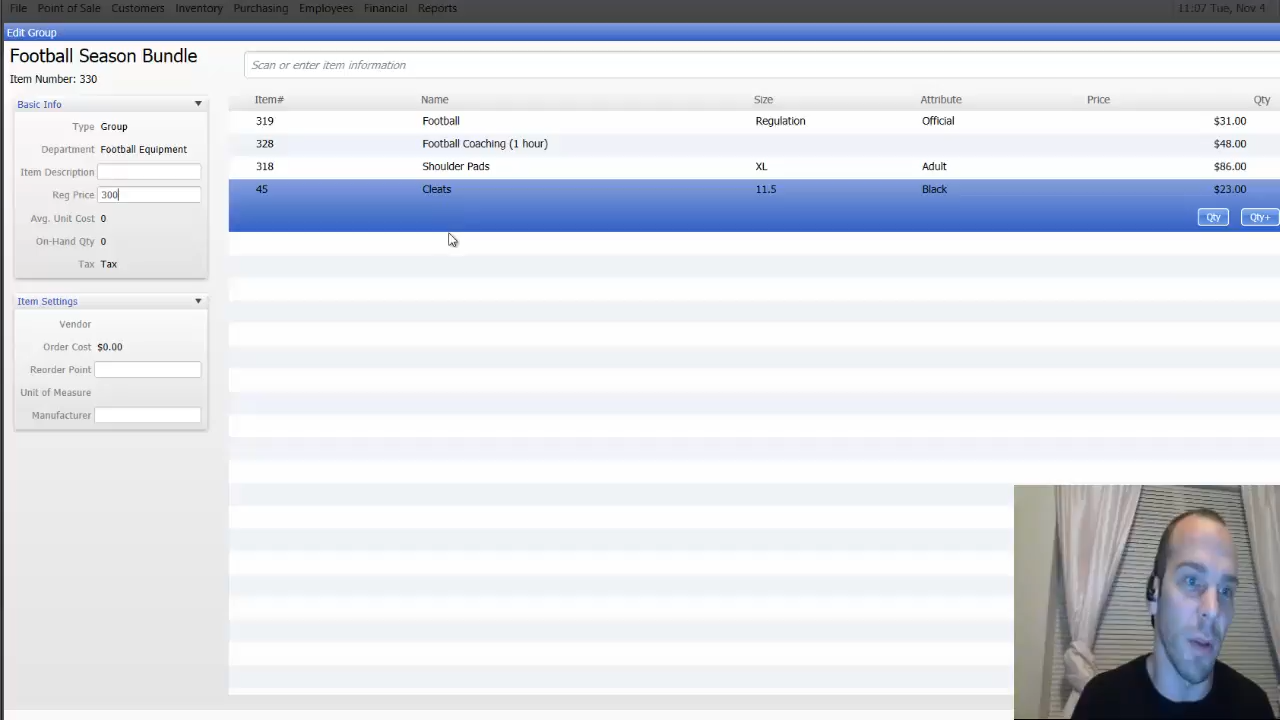 File Point of Sale Customers Inventory Purchasing Employees Financial Reports 11:07 Tue, Nov 4
Edit Group
Football Season Bundle
Item Number: 330
Scan or enter item information
Basic Info
Type Group
Department Football Equipment
Item Description
Reg Price 300
Avg. Unit Cost 0
On-Hand Qty 0
Tax Tax
Item Settings
Vendor
Order Cost $0.00
Reorder Point
Unit of Measure
Manufacturer
Item# Name Size Attribute Price Qty
319 Football Regulation Official $31.00
328 Football Coaching (1 hour) $48.00
318 Shoulder Pads XL Adult $86.00
45 Cleats 11.5 Black $23.00
Qty Qty+